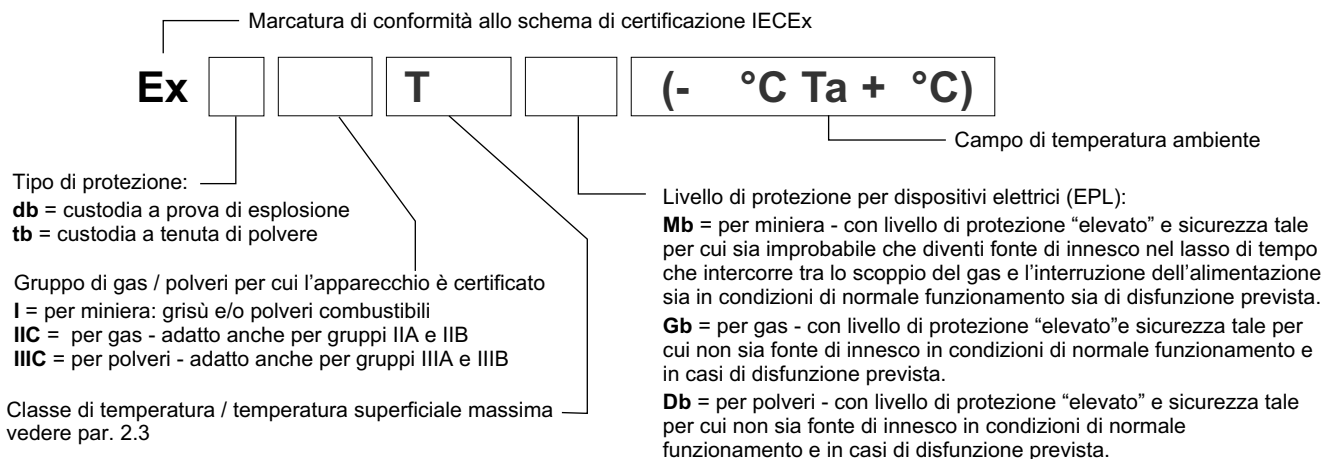 Marcatura di conformità allo schema di certificazione IECEx
Ex T (- °C Ta + °C)
Campo di temperatura ambiente
Tipo di protezione:
db = custodia a prova di esplosione
tb = custodia a tenuta di polvere
Gruppo di gas / polveri per cui l'apparecchio è certificato
I = per miniera: grisù e/o polveri combustibili
IIC = per gas - adatto anche per gruppi IIA e IIB
IIIC = per polveri - adatto anche per gruppi IIIA e IIIB
Classe di temperatura / temperatura superficiale massima
vedere par. 2.3
Livello di protezione per dispositivi elettrici (EPL):
Mb = per miniera - con livello di protezione “elevato” e sicurezza tale
per cui sia improbabile che diventi fonte di innesco nel lasso di tempo
che intercorre tra lo scoppio del gas e l'interruzione dell'alimentazione
sia in condizioni di normale funzionamento sia di disfunzione prevista.
Gb = per gas - con livello di protezione “elevato”e sicurezza tale per
cui non sia fonte di innesco in condizioni di normale funzionamento e
in casi di disfunzione prevista.
Db = per polveri - con livello di protezione “elevato” e sicurezza tale
per cui non sia fonte di innesco in condizioni di normale
funzionamento e in casi di disfunzione prevista.